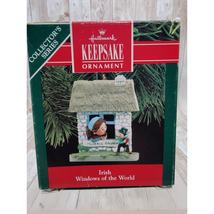 COLLECTOR'S SERIES
Hallmark
KEEPSAKE
ORNAMENT
Irish
Windows of the World